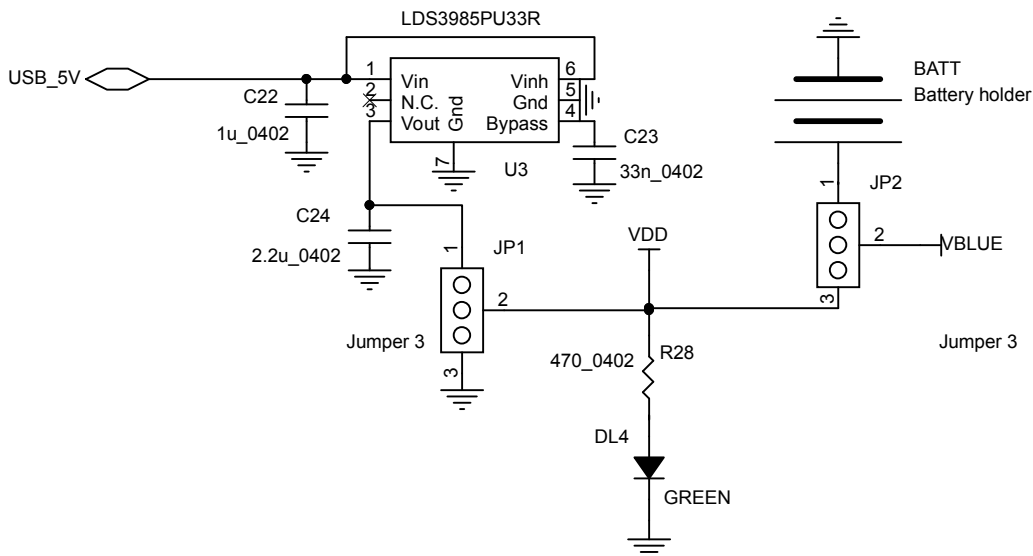 LDS3985PU33R
USB_5V
1
Vin
Vinh
6
2
N.C.
Gnd
5
3
Vout
Gnd
Bypass
4
7
U3
C22
1u_0402
C23
33n_0402
BATT
Battery holder
C24
2.2u_0402
1
JP1
2
3
Jumper 3
VDD
1
JP2
2
VBLUE
3
Jumper 3
470_0402
R28
DL4
GREEN